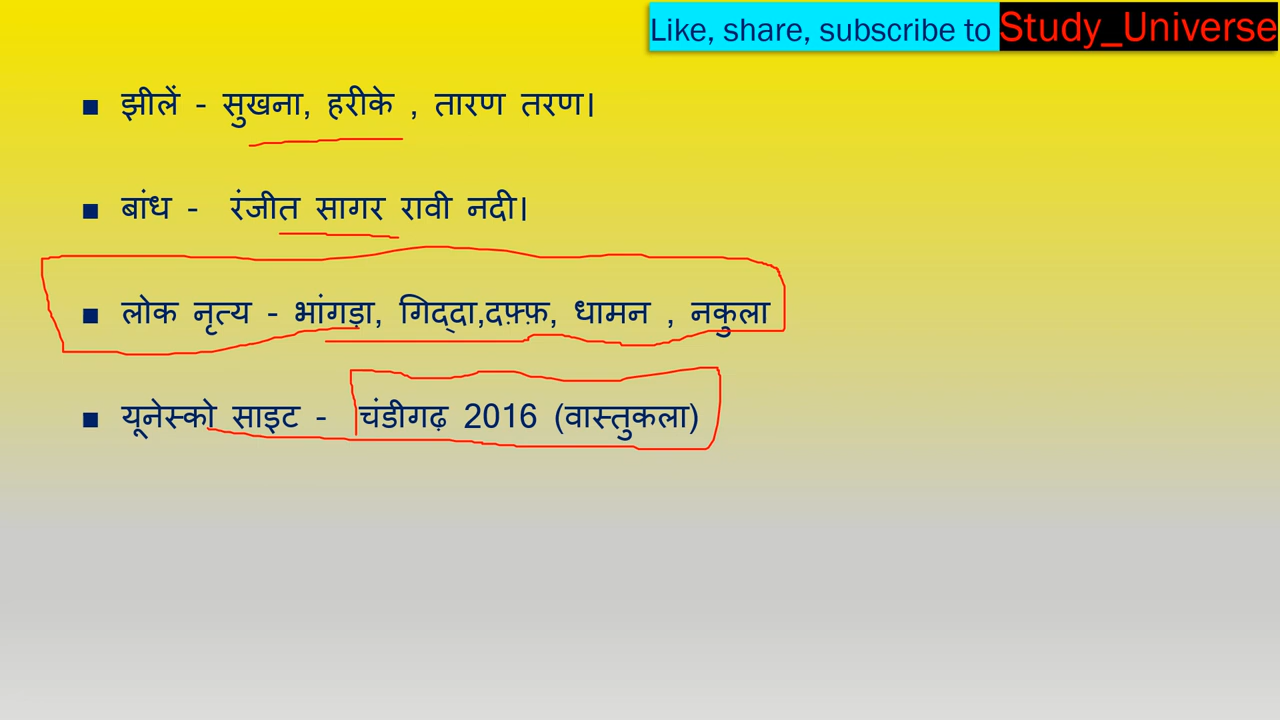 Like, share, subscribe to Study_Universe
▪ झीलें - सुखना, हरीके , तारण तरण।
▪ बांध - रंजीत सागर रावी नदी।
▪ लोक नृत्य - भांगड़ा, गिद्दा,दफ़्फ़, धामन , नकुला
▪ यूनेस्को साइट - चंडीगढ़ 2016 (वास्तुकला)